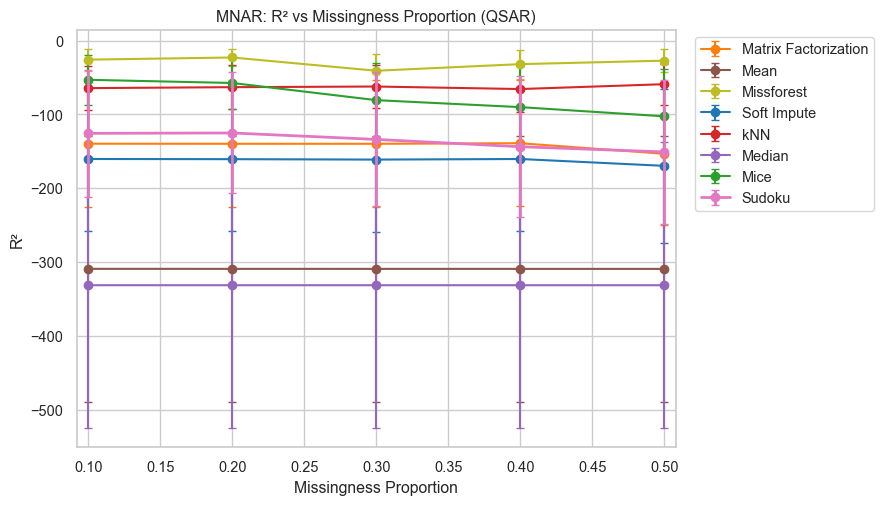 MNAR: R² vs Missingness Proportion (QSAR)
R²
0
−100
−200
−300
−400
−500
0.10
0.15
0.20
0.25
0.30
0.35
0.40
0.45
0.50
Missingness Proportion
Matrix Factorization
Mean
Missforest
Soft Impute
kNN
Median
Mice
Sudoku